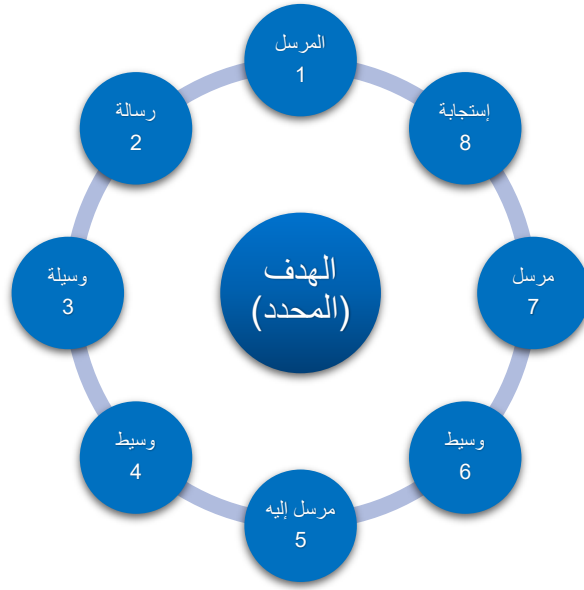 المرسل
1
رسالة
2
وسيلة
3
وسيط
4
مرسل إليه
5
وسيط
6
مرسل
7
إستجابة
8
الهدف
(المحدد)